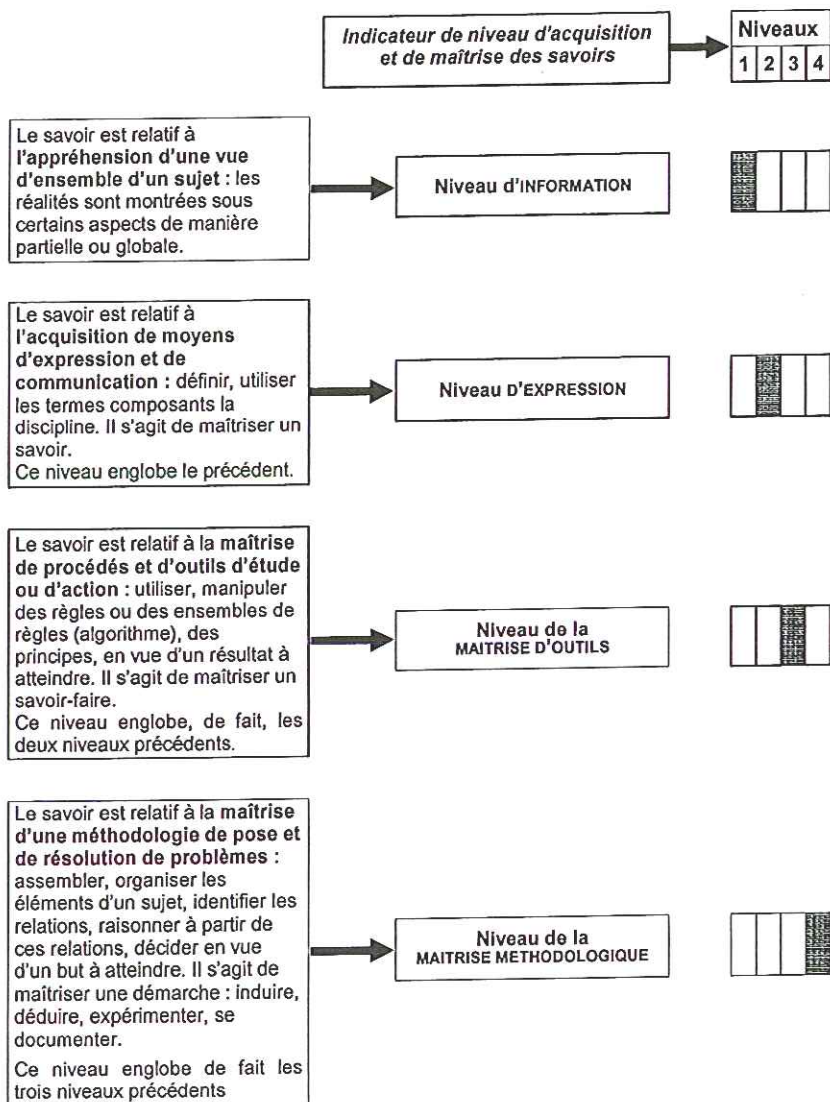 Indicateur de niveau d'acquisition
et de maîtrise des savoirs
Niveaux
1 2 3 4
Le savoir est relatif à
l'appréhension d'une vue
d'ensemble d'un sujet : les
réalités sont montrées sous
certains aspects de manière
partielle ou globale.
Niveau d'INFORMATION
Le savoir est relatif à
l'acquisition de moyens
d'expression et de
communication : définir, utiliser
les termes composants la
discipline. Il s'agit de maîtriser un
savoir.
Ce niveau englobe le précédent.
Niveau D'EXPRESSION
Le savoir est relatif à la maîtrise
de procédés et d'outils d'étude
ou d'action : utiliser, manipuler
des règles ou des ensembles de
règles (algorithme), des
principes, en vue d'un résultat à
atteindre. Il s'agit de maîtriser un
savoir-faire.
Ce niveau englobe, de fait, les
deux niveaux précédents.
Niveau de la
MAITRISE D'OUTILS
Le savoir est relatif à la maîtrise
d'une méthodologie de pose et
de résolution de problèmes :
assembler, organiser les
éléments d'un sujet, identifier les
relations, raisonner à partir de
ces relations, décider en vue
d'un but à atteindre. Il s'agit de
maîtriser une démarche : induire,
déduire, expérimenter, se
documenter.
Ce niveau englobe de fait les
trois niveaux précédents
Niveau de la
MAITRISE METHODOLOGIQUE